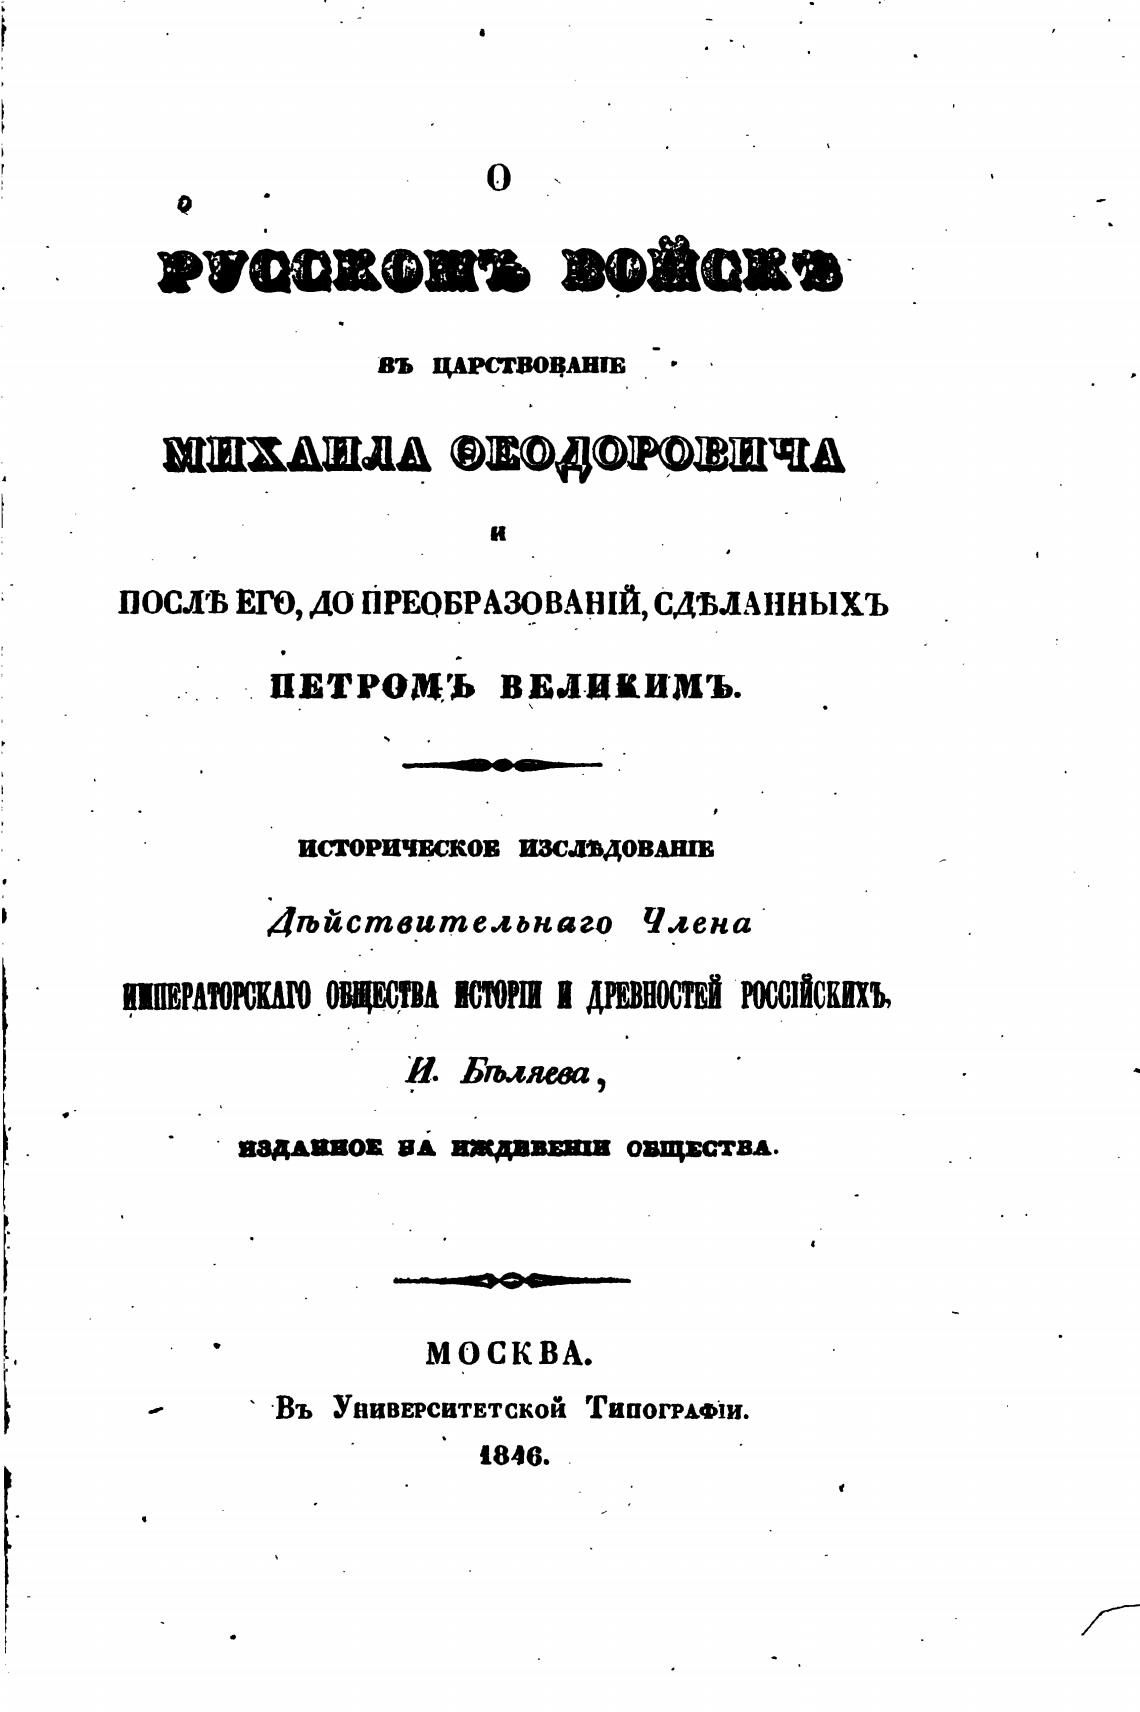 О
РУССКОМЪ ВОЙСКѢ
ВЪ ЦАРСТВОВАНІЕ
МИХАИЛА ѲЕОДОРОВИЧА
И
ПОСЛѢ ЕГО, ДО ПРЕОБРАЗОВАНІЙ, СДѢЛАННЫХЪ
ПЕТРОМЪ ВЕЛИКИМЪ.
ИСТОРИЧЕСКОЕ ИЗСЛѢДОВАНІЕ
Дѣйствительнаго Члена
ИМПЕРАТОРСКАГО ОБЩЕСТВА ИСТОРІИ И ДРЕВНОСТЕЙ РОССІЙСКИХЪ,
И. Бѣляева,
ИЗДАННОЕ НА ИЖДИВЕНІИ ОБЩЕСТВА.
МОСКВА.
Въ Университетской Типографіи.
1846.